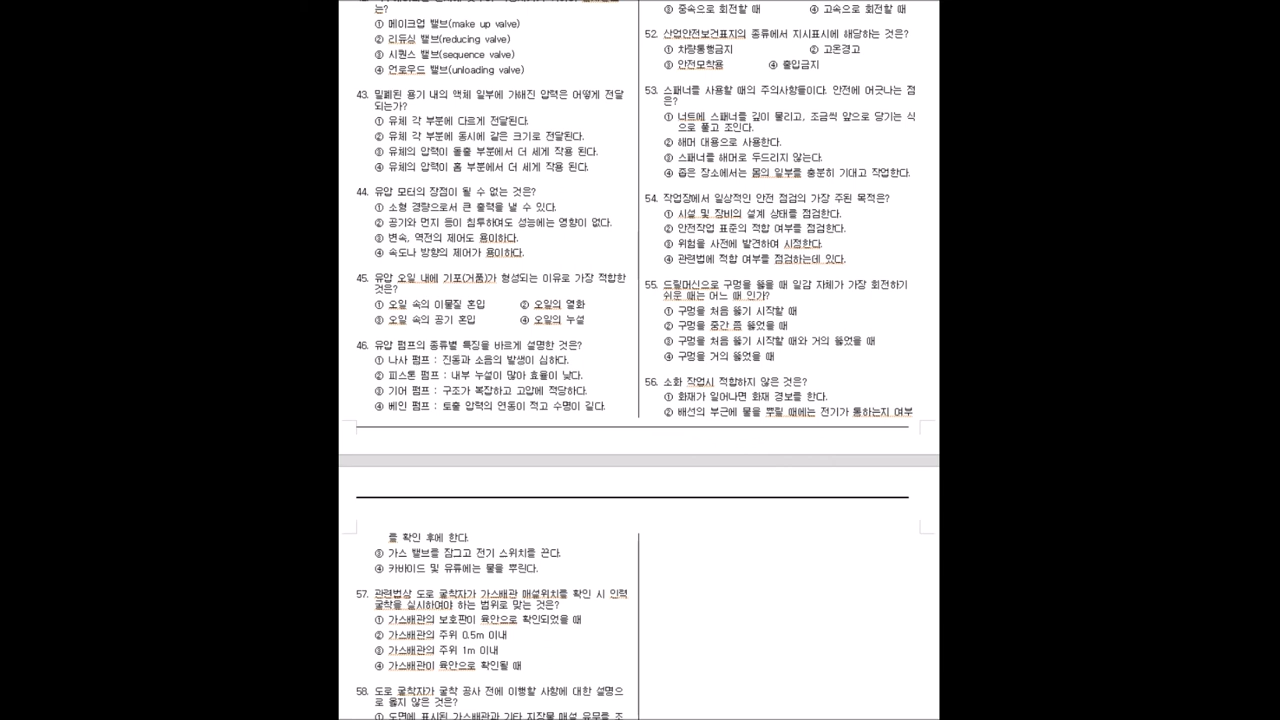 는?
① 메이크업 밸브(make up valve)
② 리듀싱 밸브(reducing valve)
③ 시퀀스 밸브(sequence valve)
④ 언로우드 밸브(unloading valve)
43. 밀폐된 용기 내의 액체 일부에 가해진 압력은 어떻게 전달
되는가?
① 유체 각 부분에 다르게 전달된다.
② 유체 각 부분에 동시에 같은 크기로 전달된다.
③ 유체의 압력이 돌출 부분에서 더 세게 작용 된다.
④ 유체의 압력이 홈 부분에서 더 세게 작용 된다.
44. 유압 모터의 장점이 될 수 없는 것은?
① 소형 경량으로서 큰 출력을 낼 수 있다.
② 공기와 먼지 등이 침투하여도 성능에는 영향이 없다.
③ 변속, 역전의 제어도 용이하다.
④ 속도나 방향의 제어가 용이하다.
45. 유압 오일 내에 기포(거품)가 형성되는 이유로 가장 적합한
것은?
① 오일 속의 이물질 혼입 ② 오일의 열화
③ 오일 속의 공기 혼입 ④ 오일의 누설
46. 유압 펌프의 종류별 특징을 바르게 설명한 것은?
① 나사 펌프 : 진동과 소음의 발생이 심하다.
② 피스톤 펌프 : 내부 누설이 많아 효율이 낮다.
③ 기어 펌프 : 구조가 복잡하고 고압에 적당하다.
④ 베인 펌프 : 토출 압력의 연동이 적고 수명이 길다.
③ 중속으로 회전할 때 ④ 고속으로 회전할 때
52. 산업안전보건표지의 종류에서 지시표시에 해당하는 것은?
① 차량통행금지 ② 고온경고
③ 안전모착용 ④ 출입금지
53. 스패너를 사용할 때의 주의사항들이다. 안전에 어긋나는 점
은?
① 너트에 스패너를 깊이 물리고, 조금씩 앞으로 당기는 식
으로 풀고 조인다.
② 해머 대용으로 사용한다.
③ 스패너를 해머로 두드리지 않는다.
④ 좁은 장소에서는 몸의 일부를 충분히 기대고 작업한다.
54. 작업장에서 일상적인 안전 점검의 가장 주된 목적은?
① 시설 및 장비의 설계 상태를 점검한다.
② 안전작업 표준의 적합 여부를 점검한다.
③ 위험을 사전에 발견하여 시정한다.
④ 관련법에 적합 여부를 점검하는데 있다.
55. 드릴머신으로 구멍을 뚫을 때 일감 자체가 가장 회전하기
쉬운 때는 어느 때 인가?
① 구멍을 처음 뚫기 시작할 때
② 구멍을 중간 쯤 뚫었을 때
③ 구멍을 처음 뚫기 시작할 때와 거의 뚫었을 때
④ 구멍을 거의 뚫었을 때
56. 소화 작업시 적합하지 않은 것은?
① 화재가 일어나면 화재 경보를 한다.
② 배선의 부근에 물을 뿌릴 때에는 전기가 통하는지 여부
를 확인 후에 한다.
③ 가스 밸브를 잠그고 전기 스위치를 끈다.
④ 카바이드 및 유류에는 물을 뿌린다.
57. 관련법상 도로 굴착자가 가스배관 매설위치를 확인 시 인력
굴착을 실시하여야 하는 범위로 맞는 것은?
① 가스배관의 보호판이 육안으로 확인되었을 때
② 가스배관의 주위 0.5m 이내
③ 가스배관의 주위 1m 이내
④ 가스배관이 육안으로 확인될 때
58. 도로 굴착자가 굴착 공사 전에 이행할 사항에 대한 설명으
로 옳지 않은 것은?
① 도면에 표시된 가스배관과 기타 지장물 매설 유무를 조